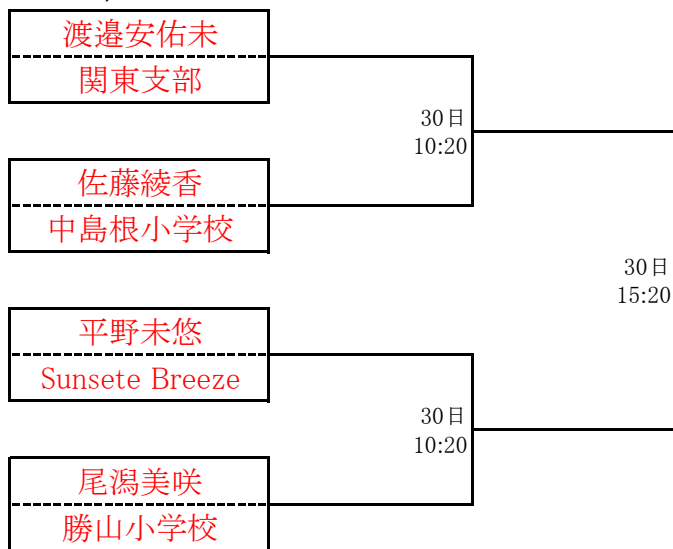 渡邉安佑未
関東支部
30日
10:20
佐藤綾香
中島根小学校
30日
15:20
平野未悠
Sunsete Breeze
30日
10:20
尾潟美咲
勝山小学校